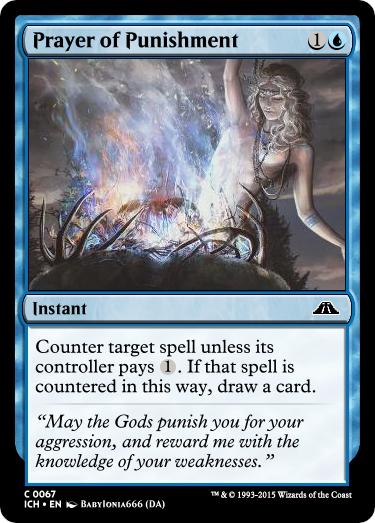 Prayer of Punishment 1
Instant
Counter target spell unless its
controller pays 1. If that spell is
countered in this way, draw a card.
“May the Gods punish you for your
aggression, and reward me with the
knowledge of your weaknesses.”
C 0067
ICH • EN BABYLONIA666 (DA)
™ & © 1993-2015 Wizards of the Coast